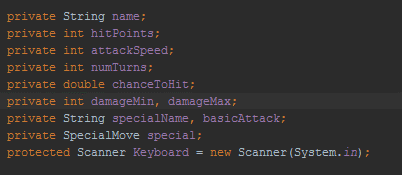 private String name;
private int hitPoints;
private int attackSpeed;
private int numTurns;
private double chanceToHit;
private int damageMin, damageMax;
private String specialName, basicAttack;
private SpecialMove special;
protected Scanner Keyboard = new Scanner(System.in);